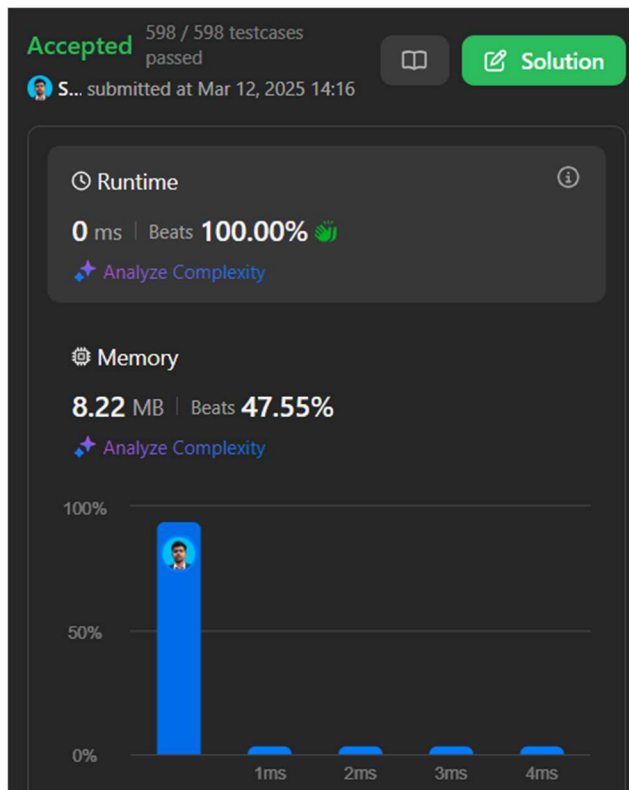 Accepted 598 / 598 testcases
passed
Solution
S... submitted at Mar 12, 2025 14:16
Runtime
0 ms | Beats 100.00%
Analyze Complexity
Memory
8.22 MB | Beats 47.55%
Analyze Complexity
100%
50%
0%
1ms 2ms 3ms 4ms